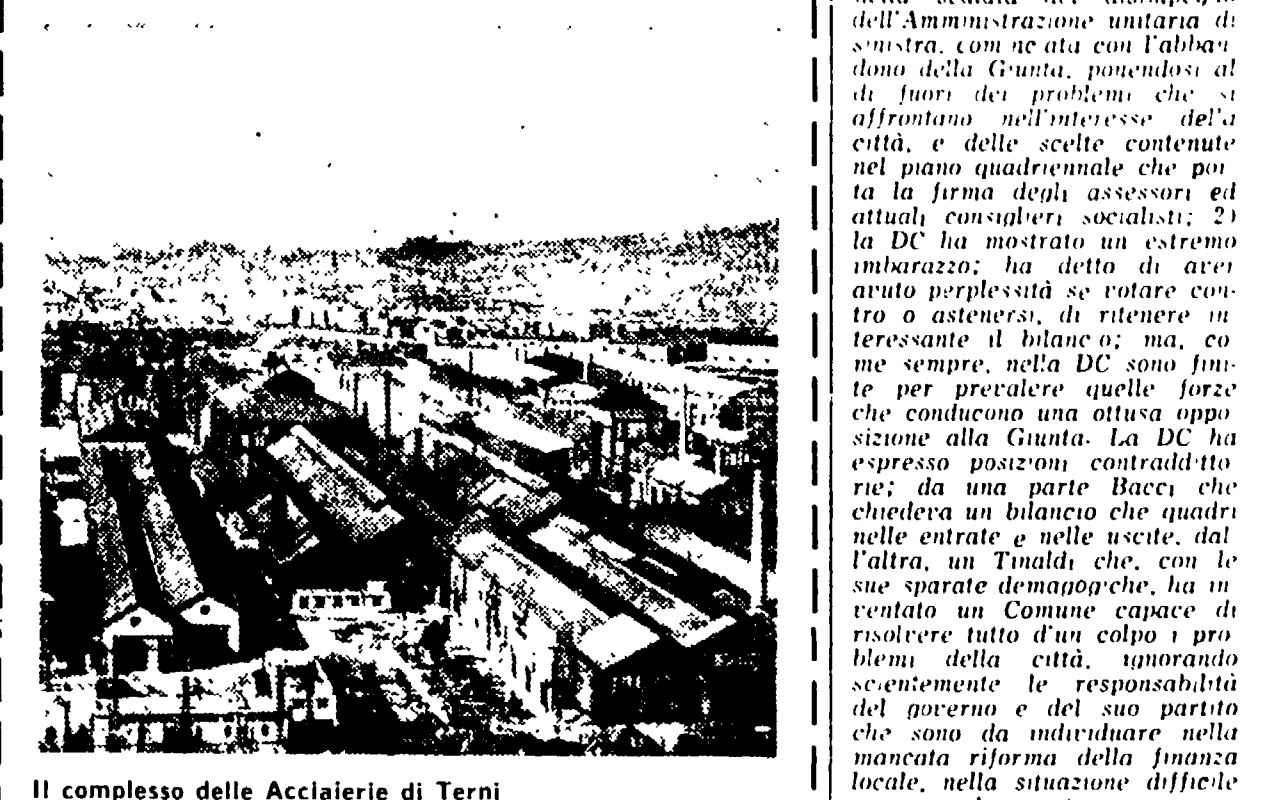 Il complesso delle Acciaierie di Terni
dell'Amministrazione unitaria di
sinistra, com nc ata con l'abban
dono della Giunta, ponendosi al
di fuori dei problemi che si
affrontano nell'interesse del'a
città, e delle scelte contenute
nel piano quadriennale che por
ta la firma degli assessori ed
attuali consiglieri socialisti; 2)
la DC ha mostrato un estremo
imbarazzo; ha detto di aver
avuto perplessità se votare con-
tro o astenersi, di ritenere in
teressante il bilanc o; ma, co
me sempre, nella DC sono fini-
te per prevalere quelle forze
che conducono una ottusa oppo
sizione alla Giunta. La DC ha
espresso posizioni contradditto
rie; da una parte Bacci che
chiedeva un bilancio che quadri
nelle entrate e nelle uscite, dal
l'altra, un Tinaldi che, con le
sue sparate demagogiche, ha in
ventato un Comune capace di
risolvere tutto d'un colpo i pro
blemi della città, ignorando
scientemente le responsabilità
del governo e del suo partito
che sono da individuare nella
mancata riforma della finanza
locale, nella situazione difficile